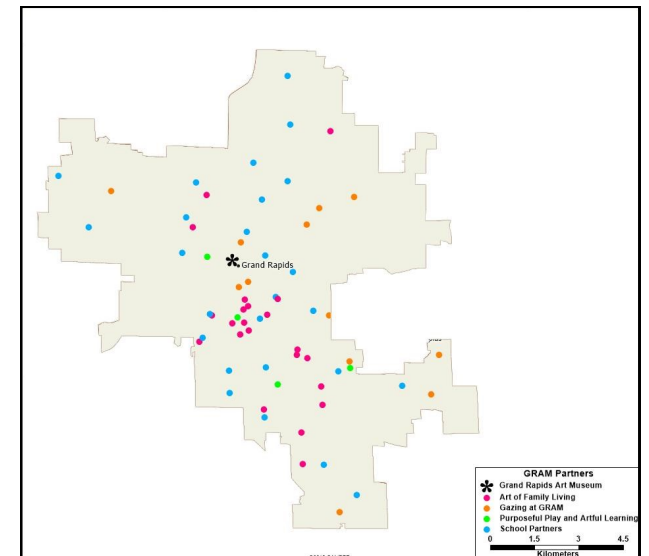 Grand Rapids
GRAM Partners
Grand Rapids Art Museum
Art of Family Living
Gazing at GRAM
Purposeful Play and Artful Learning
School Partners
0 1.5 3 4.5
Kilometers